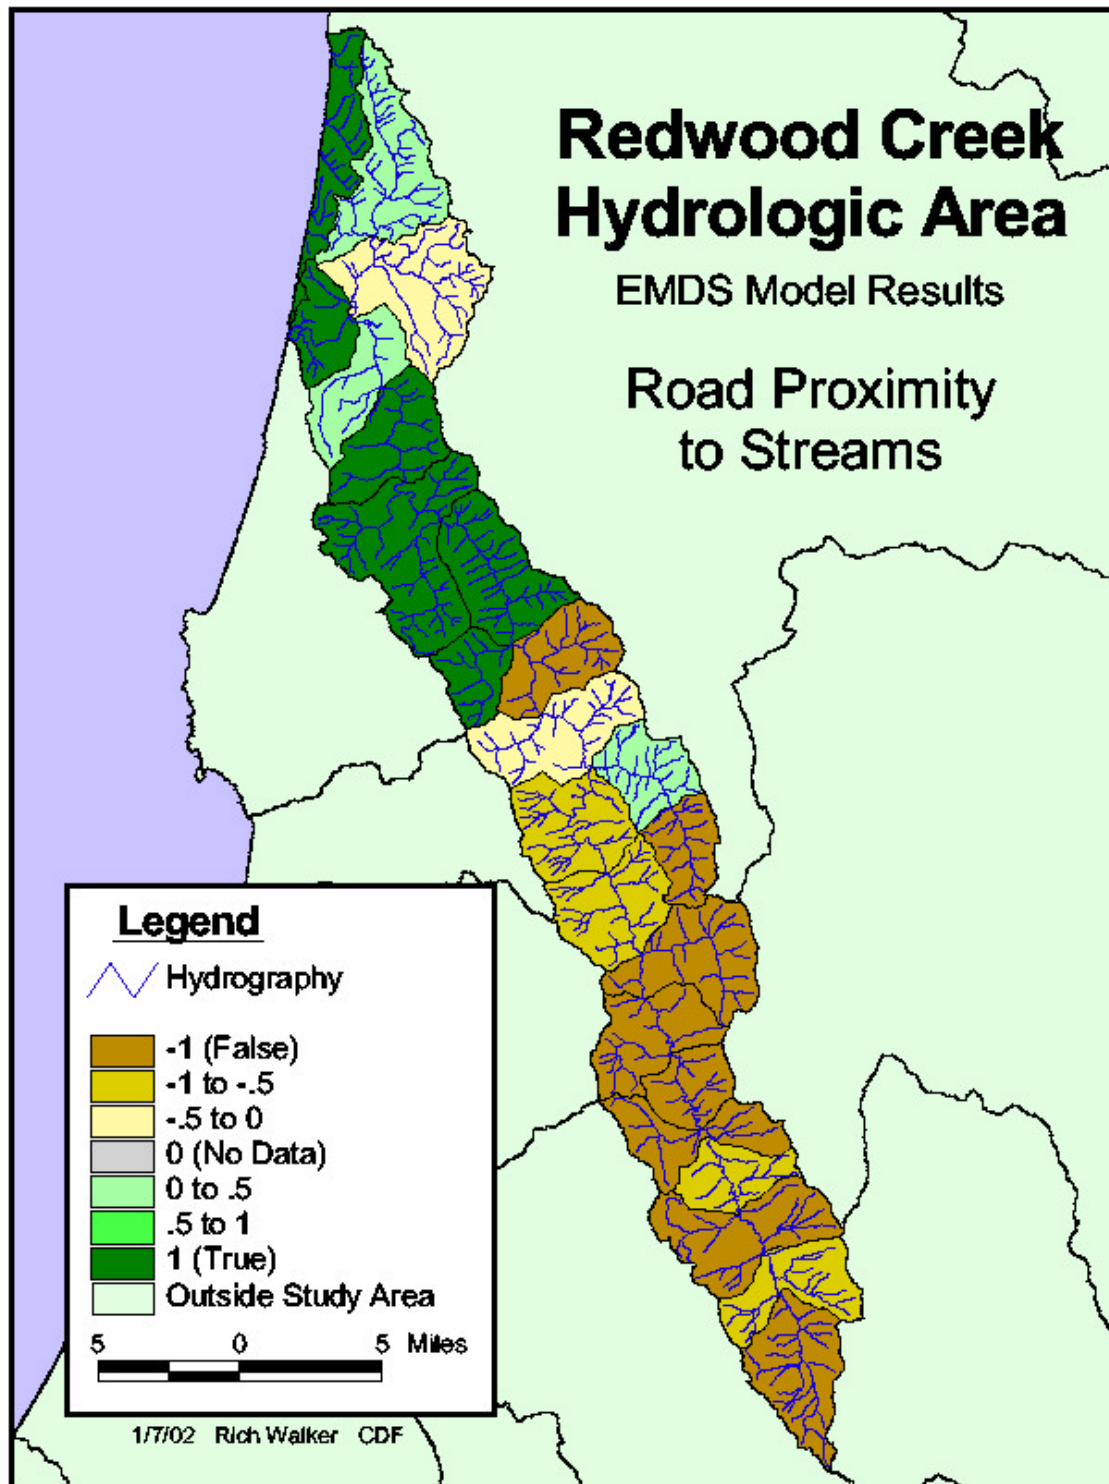 Redwood Creek
Hydrologic Area
EMDS Model Results
Road Proximity
to Streams
Legend
Hydrography
-1 (False)
-1 to -.5
-.5 to 0
0 (No Data)
0 to .5
.5 to 1
1 (True)
Outside Study Area
5 0 5 Miles
1/7/02 Rich Walker CDF